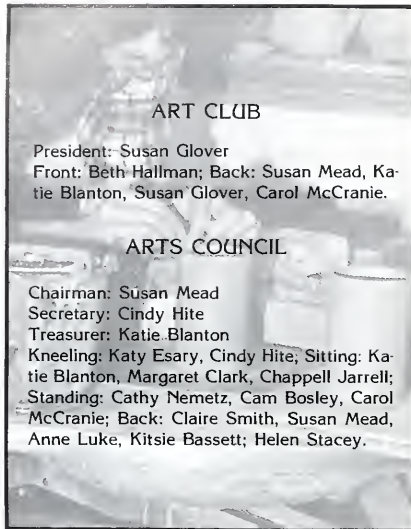 ART CLUB
President: Susan Glover
Front: Beth Hallman; Back: Susan Mead, Ka-
tie Blanton, Susan Glover, Carol McCranie.
ARTS COUNCIL
Chairman: Susan Mead
Secretary: Cindy Hite
Treasurer: Katie Blanton
Kneeling: Katy Esary, Cindy Hite; Sitting: Ka-
tie Blanton, Margaret Clark, Chappell Jarrell;
Standing: Cathy Nemetz, Cam Bosley, Carol
McCranie; Back: Claire Smith, Susan Mead,
Anne Luke, Kitsie Bassett; Helen Stacey.